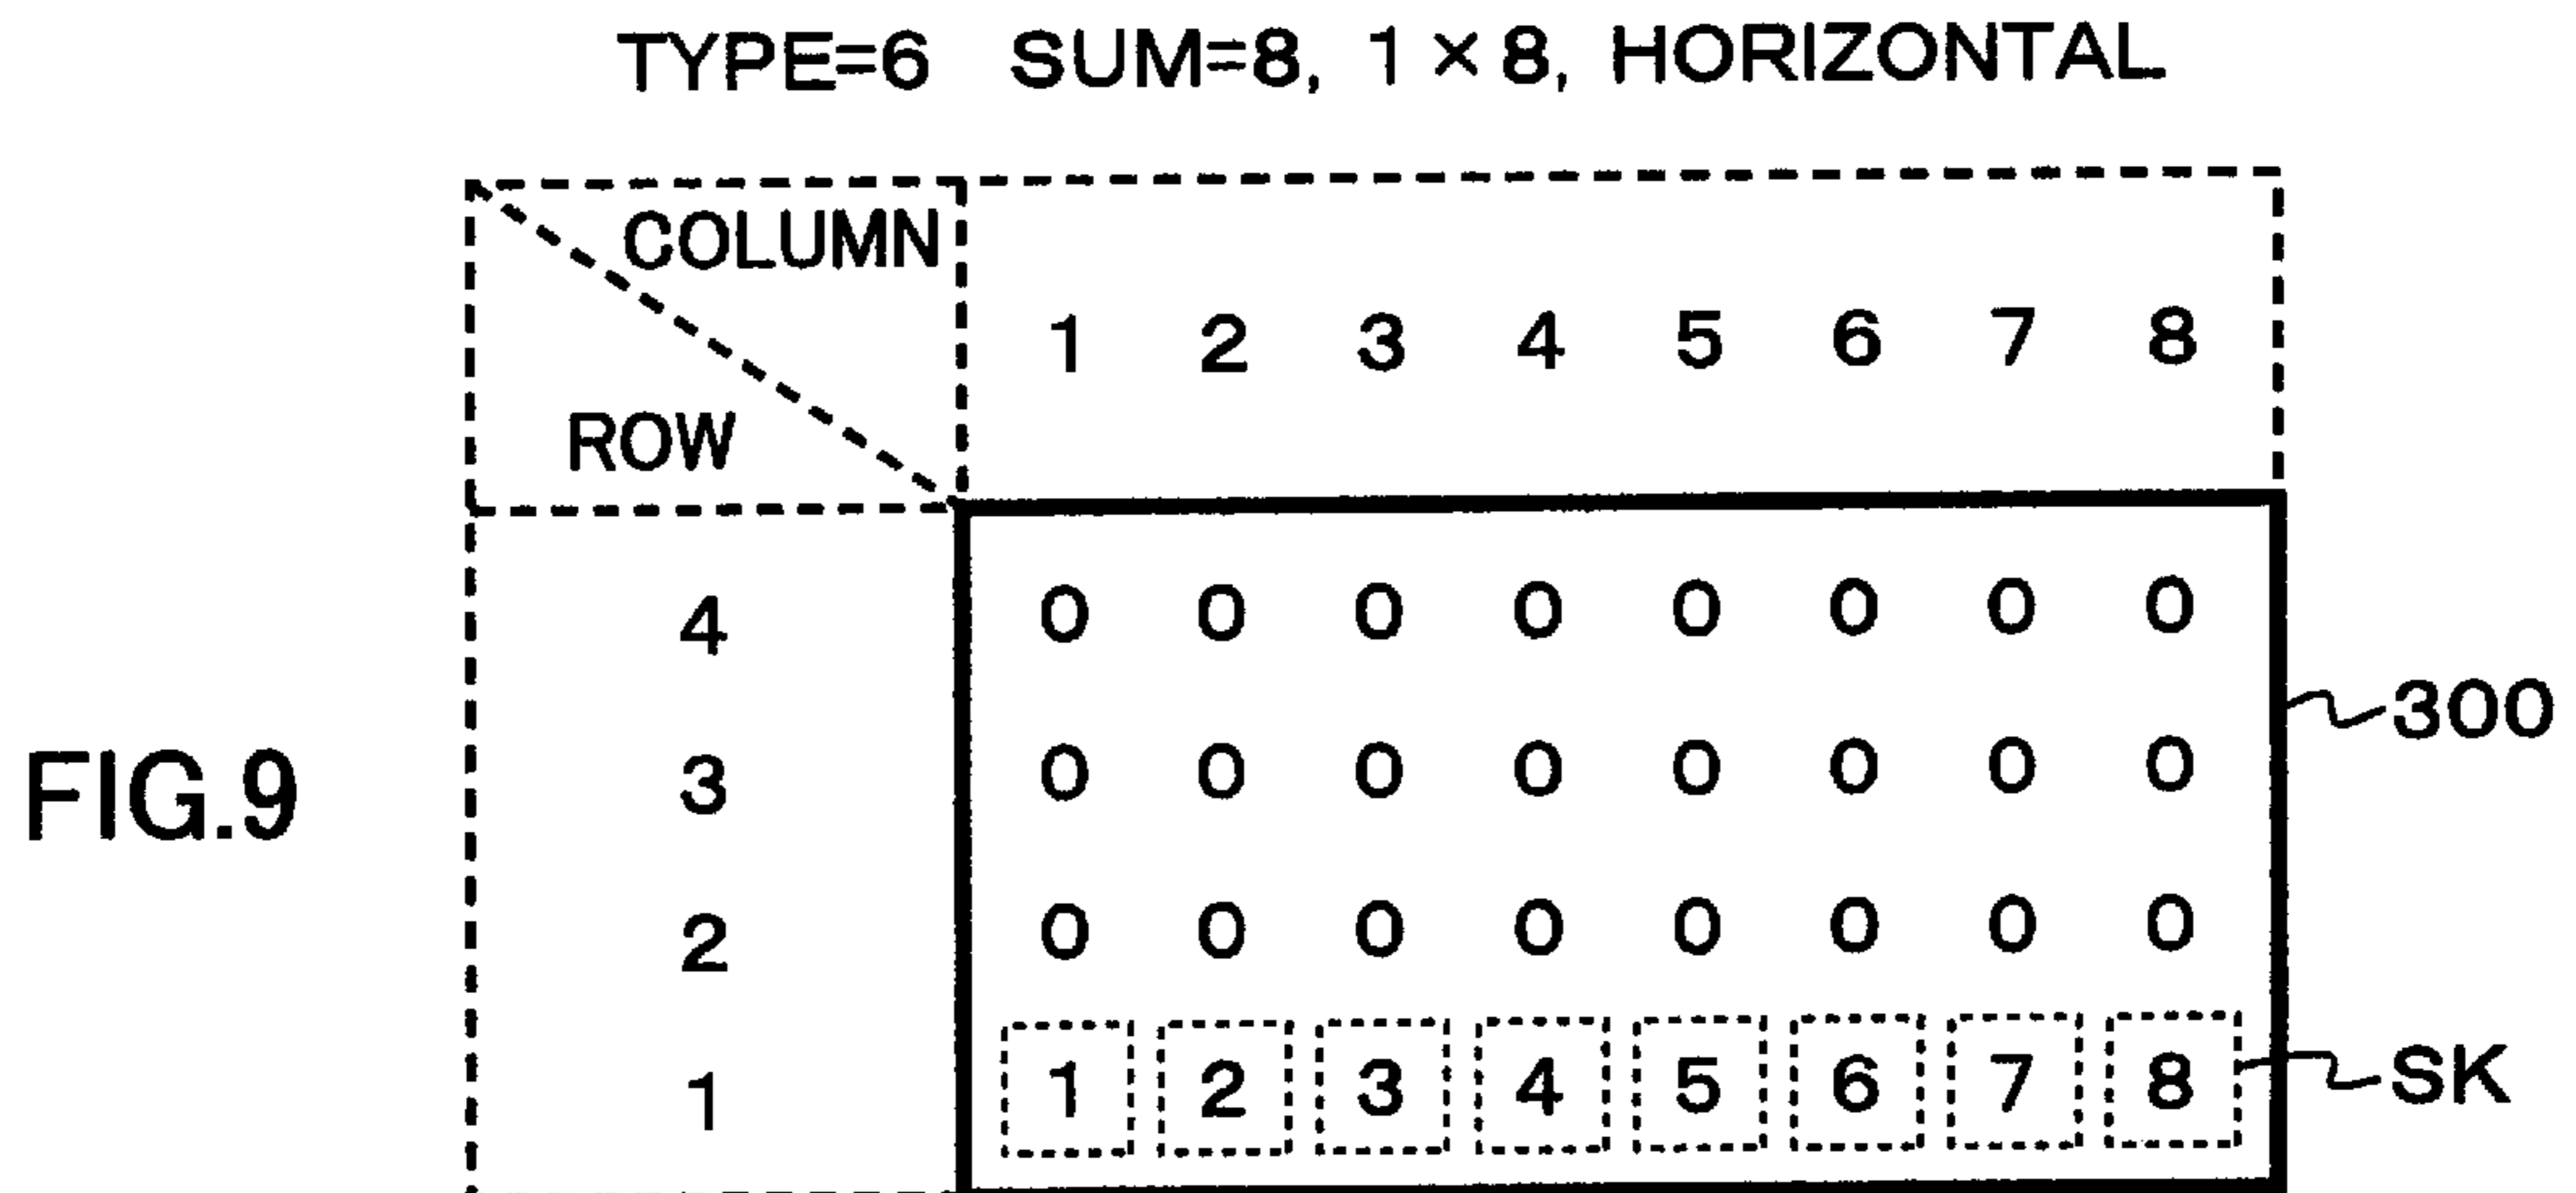 TYPE=6 SUM=8, 1×8, HORIZONTAL
COLUMN
ROW
1 2 3 4 5 6 7 8
4 0 0 0 0 0 0 0 0
300
3 0 0 0 0 0 0 0 0
FIG.9
2 0 0 0 0 0 0 0 0
1 1 2 3 4 5 6 7 8
SK